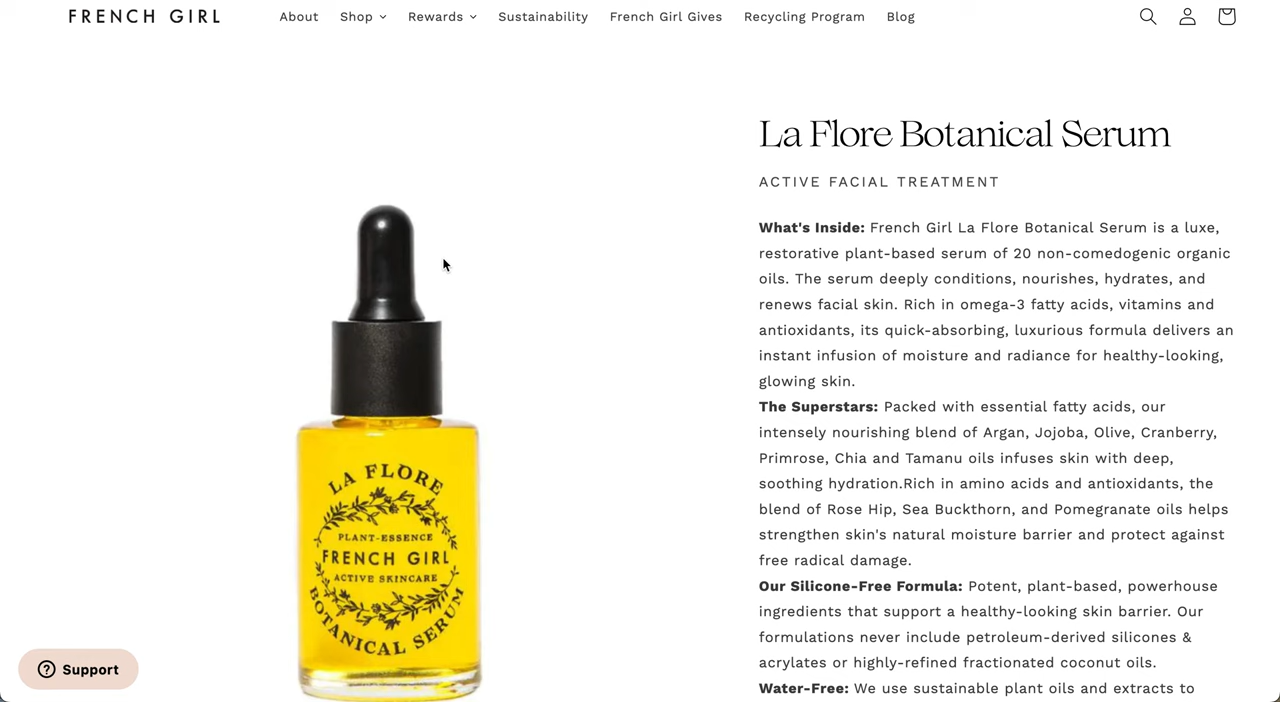 FRENCH GIRL
About Shop Rewards Sustainability French Girl Gives Recycling Program Blog
La Flore Botanical Serum
ACTIVE FACIAL TREATMENT
What's Inside: French Girl La Flore Botanical Serum is a luxe,
restorative plant-based serum of 20 non-comedogenic organic
oils. The serum deeply conditions, nourishes, hydrates, and
renews facial skin. Rich in omega-3 fatty acids, vitamins and
antioxidants, its quick-absorbing, luxurious formula delivers an
instant infusion of moisture and radiance for healthy-looking,
glowing skin.
The Superstars: Packed with essential fatty acids, our
intensely nourishing blend of Argan, Jojoba, Olive, Cranberry,
Primrose, Chia and Tamanu oils infuses skin with deep,
soothing hydration.Rich in amino acids and antioxidants, the
blend of Rose Hip, Sea Buckthorn, and Pomegranate oils helps
strengthen skin's natural moisture barrier and protect against
free radical damage.
Our Silicone-Free Formula: Potent, plant-based, powerhouse
ingredients that support a healthy-looking skin barrier. Our
formulations never include petroleum-derived silicones &
acrylates or highly-refined fractionated coconut oils.
Water-Free: We use sustainable plant oils and extracts to
LA FLORE
PLANT-ESSENCE
FRENCH GIRL
ACTIVE SKINCARE
BOTANICAL SERUM
Support